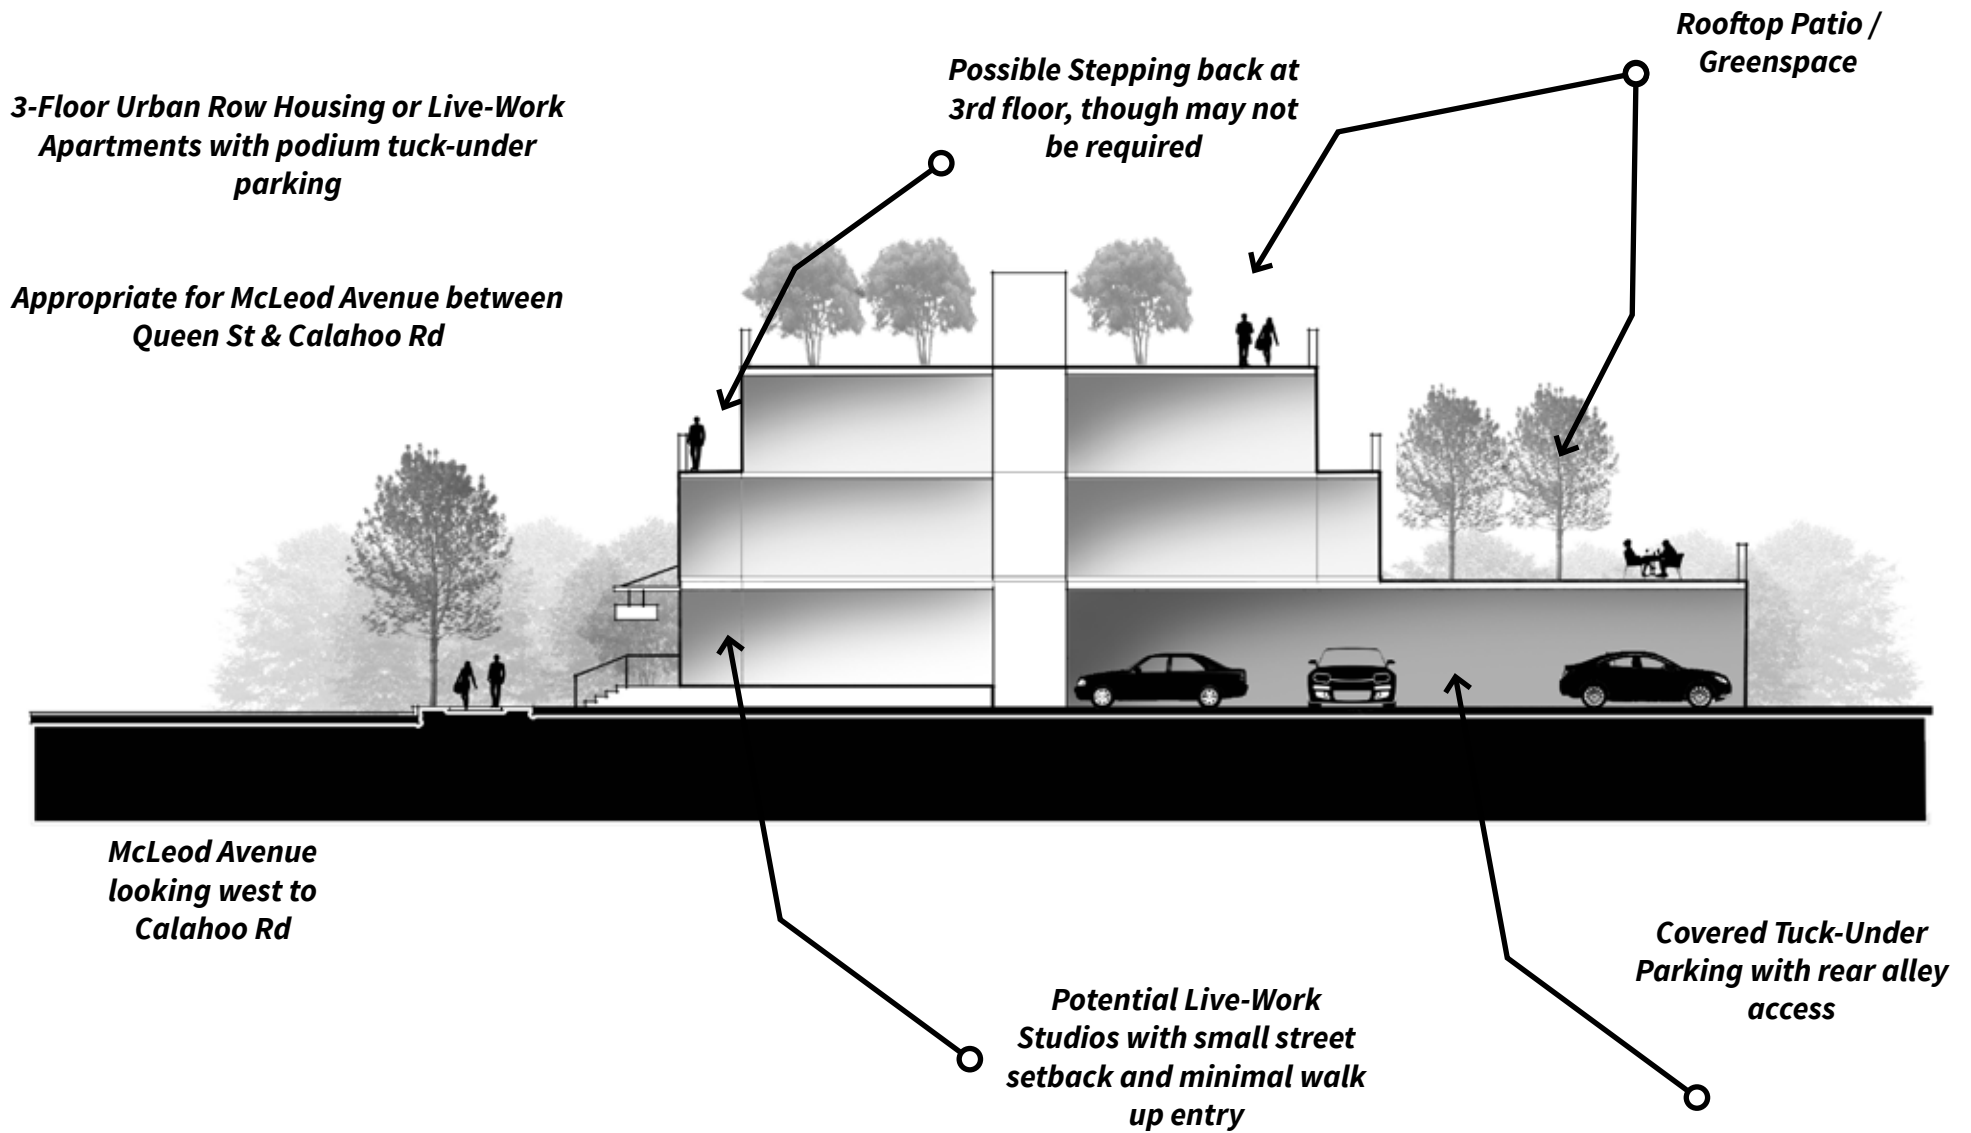 Rooftop Patio /
Greenspace
Possible Stepping back at
3rd floor, though may not
be required
3-Floor Urban Row Housing or Live-Work
Apartments with podium tuck-under
parking
Appropriate for McLeod Avenue between
Queen St & Calahoo Rd
McLeod Avenue
looking west to
Calahoo Rd
Covered Tuck-Under
Parking with rear alley
access
Potential Live-Work
Studios with small street
setback and minimal walk
up entry